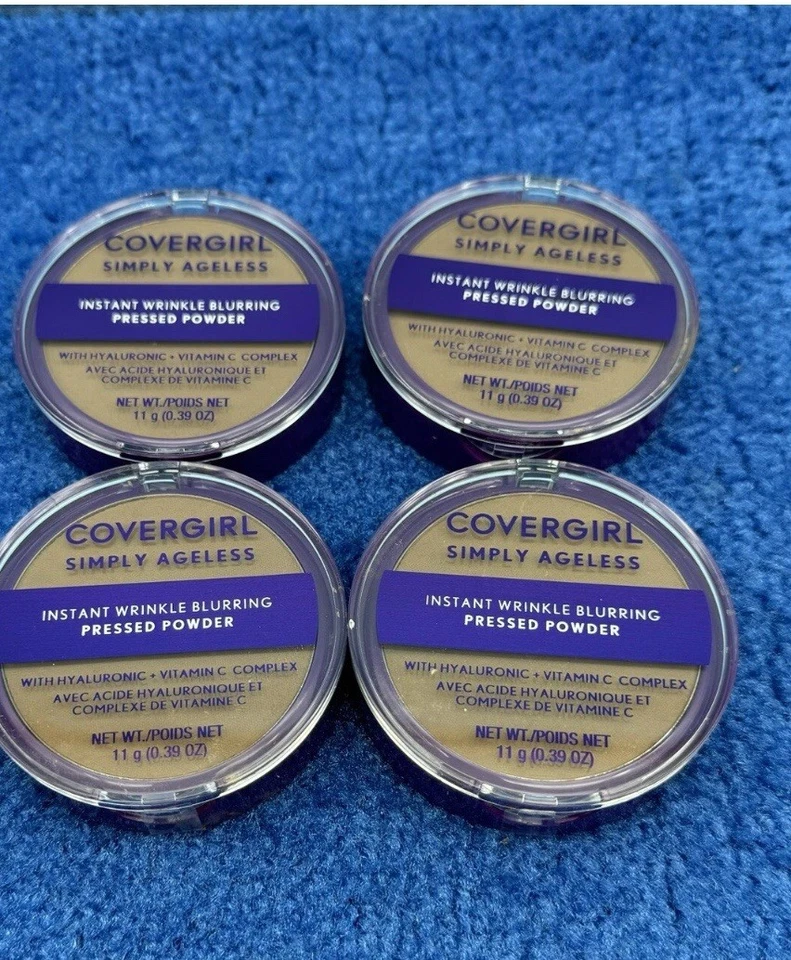 COVERGIRL
SIMPLY AGELESS
INSTANT WRINKLE BLURRING
PRESSED POWDER
WITH HYALURONIC + VITAMIN C COMPLEX
AVEC ACIDE HYALURONIQUE ET
COMPLEXE DE VITAMINE C
NET WT./POIDS NET
11 g (0.39 OZ)
COVERGIRL
SIMPLY AGELESS
INSTANT WRINKLE BLURRING
PRESSED POWDER
WITH HYALURONIC + VITAMIN C COMPLEX
AVEC ACIDE HYALURONIQUE ET
COMPLEXE DE VITAMINE C
NET WT./POIDS NET
11 g (0.39 OZ)
COVERGIRL
SIMPLY AGELESS
INSTANT WRINKLE BLURRING
PRESSED POWDER
WITH HYALURONIC + VITAMIN C COMPLEX
AVEC ACIDE HYALURONIQUE ET
COMPLEXE DE VITAMINE C
NET WT./POIDS NET
11 g (0.39 OZ)
COVERGIRL
SIMPLY AGELESS
INSTANT WRINKLE BLURRING
PRESSED POWDER
WITH HYALURONIC + VITAMIN C COMPLEX
AVEC ACIDE HYALURONIQUE ET
COMPLEXE DE VITAMINE C
NET WT./POIDS NET
11 g (0.39 OZ)